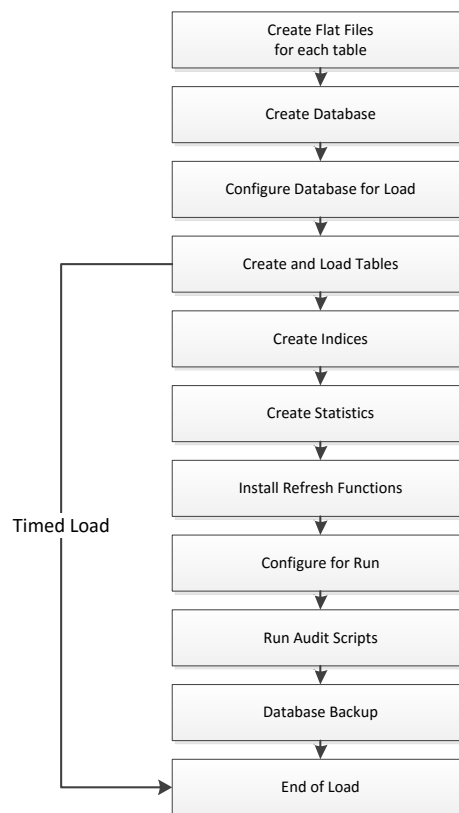 Create Flat Files
for each table
Create Database
Configure Database for Load
Create and Load Tables
Create Indices
Create Statistics
Install Refresh Functions
Timed Load
Configure for Run
Run Audit Scripts
Database Backup
End of Load